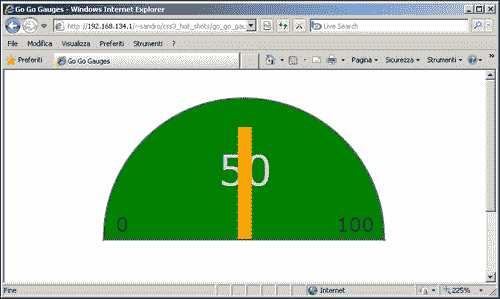 Go Go Gauges - Windows Internet Explorer
http://192.168.134.1/~sandro/css3_hot_shots/go_go_gau
Live Search
File Modifica Visualizza Preferiti Strumenti ?
Preferiti Go Go Gauges Pagina Sicurezza Strumenti
50
0 100
Fine Internet 225%